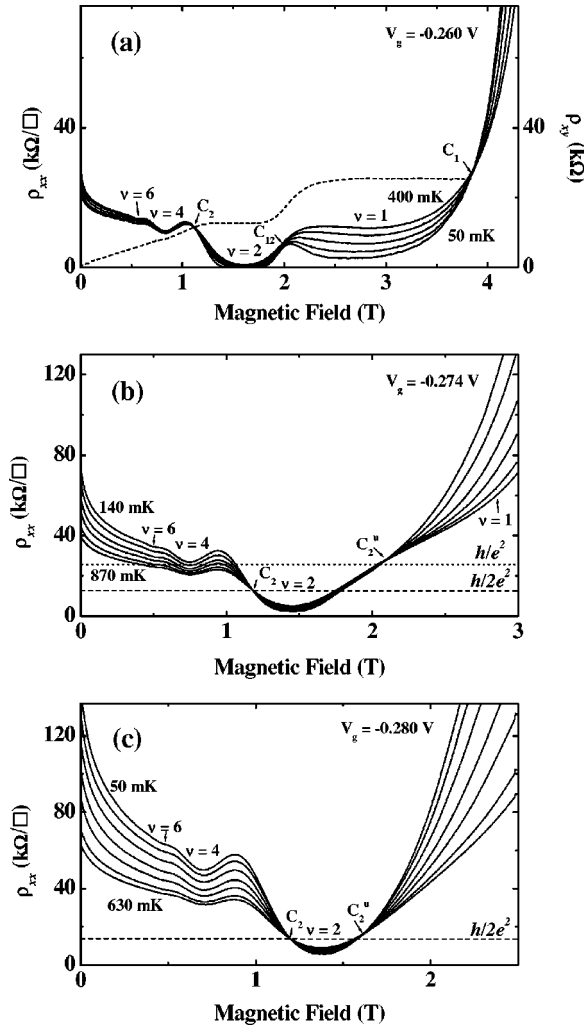 (a)
V_g = -0.260 V
ρ_xx (kΩ/□)
ρ_xy (kΩ)
40
40
C_1
ν = 6
ν = 4
C_2
400 mK
ν = 1
C_12
50 mK
ν = 2
0
0
0 1 2 3 4
Magnetic Field (T)
(b)
V_g = -0.274 V
ρ_xx (kΩ/□)
120
80
40
0
140 mK
ν = 6
ν = 4
870 mK
C_2
ν = 2
C_2^u
ν = 1
h/e^2
h/2e^2
0 1 2 3
Magnetic Field (T)
(c)
V_g = -0.280 V
ρ_xx (kΩ/□)
120
80
40
0
50 mK
ν = 6
ν = 4
630 mK
C_2
ν = 2
C_2^u
h/2e^2
0 1 2
Magnetic Field (T)